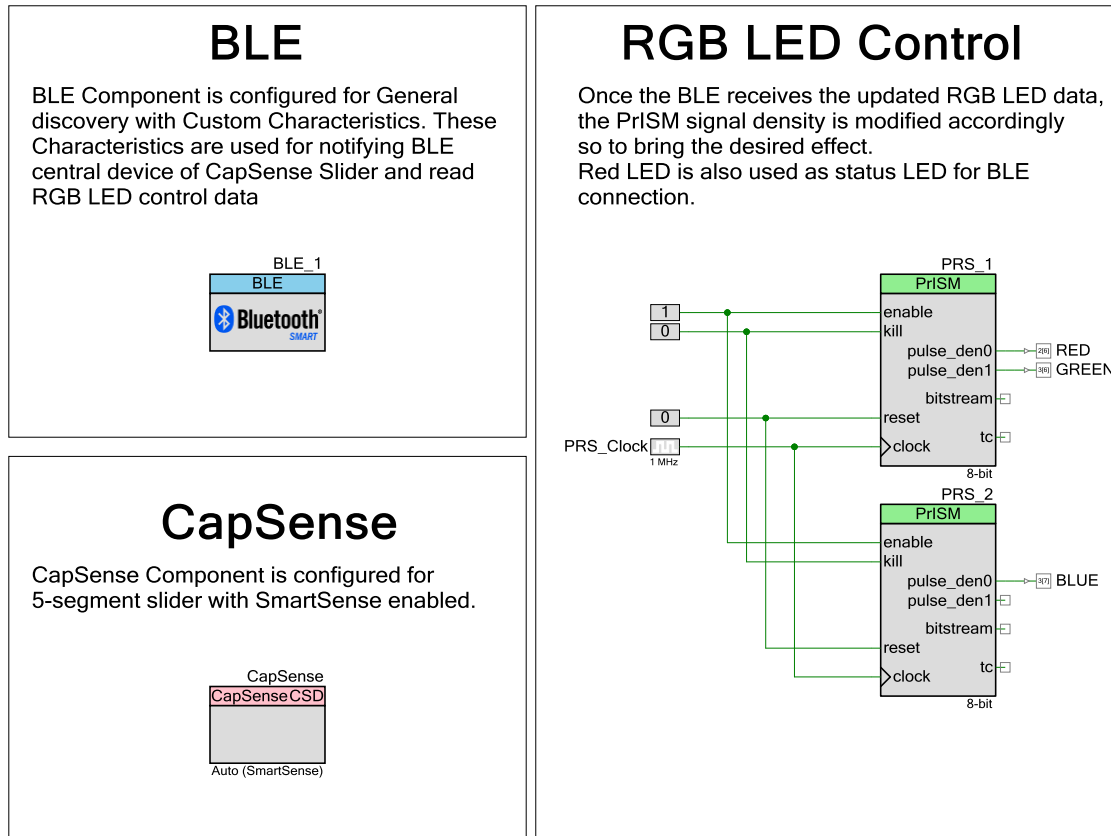 BLE
BLE Component is configured for General
discovery with Custom Characteristics. These
Characteristics are used for notifying BLE
central device of CapSense Slider and read
RGB LED control data
BLE_1
BLE
Bluetooth®
SMART
CapSense
CapSense Component is configured for
5-segment slider with SmartSense enabled.
CapSense
CapSense CSD
Auto (SmartSense)
RGB LED Control
Once the BLE receives the updated RGB LED data,
the PrISM signal density is modified accordingly
so to bring the desired effect.
Red LED is also used as status LED for BLE
connection.
PRS_1
PrISM
1
enable
0
kill
pulse_den0
2[6]
RED
pulse_den1
3[6]
GREEN
bitstream
0
reset
tc
PRS_Clock
clock
1 MHz
8-bit
PRS_2
PrISM
enable
kill
pulse_den0
3[7]
BLUE
pulse_den1
bitstream
reset
tc
clock
8-bit